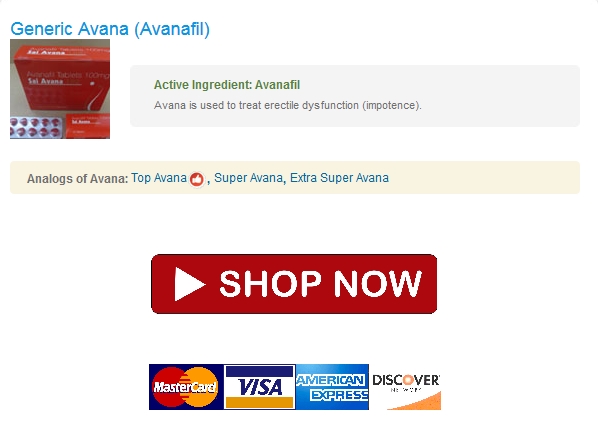 Generic Avana (Avanafil)
Avanafil Tablets 100mg
Sai Avana
Active Ingredient: Avanafil
Avana is used to treat erectile dysfunction (impotence).
Analogs of Avana: Top Avana , Super Avana, Extra Super Avana
SHOP NOW
MasterCard VISA AMERICAN EXPRESS DISCOVER NETWORK